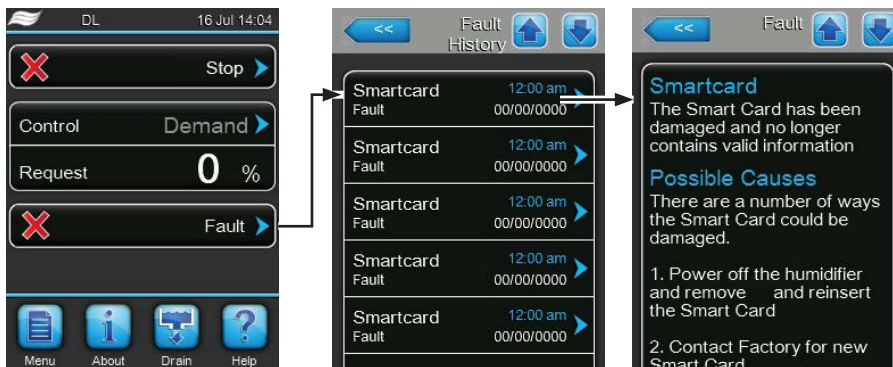 DL 16 Jul 14:04
Stop
Control Demand
Request 0 %
Fault
Menu About Drain Help
<< Fault
History
Smartcard 12:00 am
Fault 00/00/0000
Smartcard 12:00 am
Fault 00/00/0000
Smartcard 12:00 am
Fault 00/00/0000
Smartcard 12:00 am
Fault 00/00/0000
Smartcard 12:00 am
Fault 00/00/0000
<< Fault
Smartcard
The Smart Card has been
damaged and no longer
contains valid information
Possible Causes
There are a number of ways
the Smart Card could be
damaged.
1. Power off the humidifier
and remove and reinsert
the Smart Card
2. Contact Factory for new
Smart Card